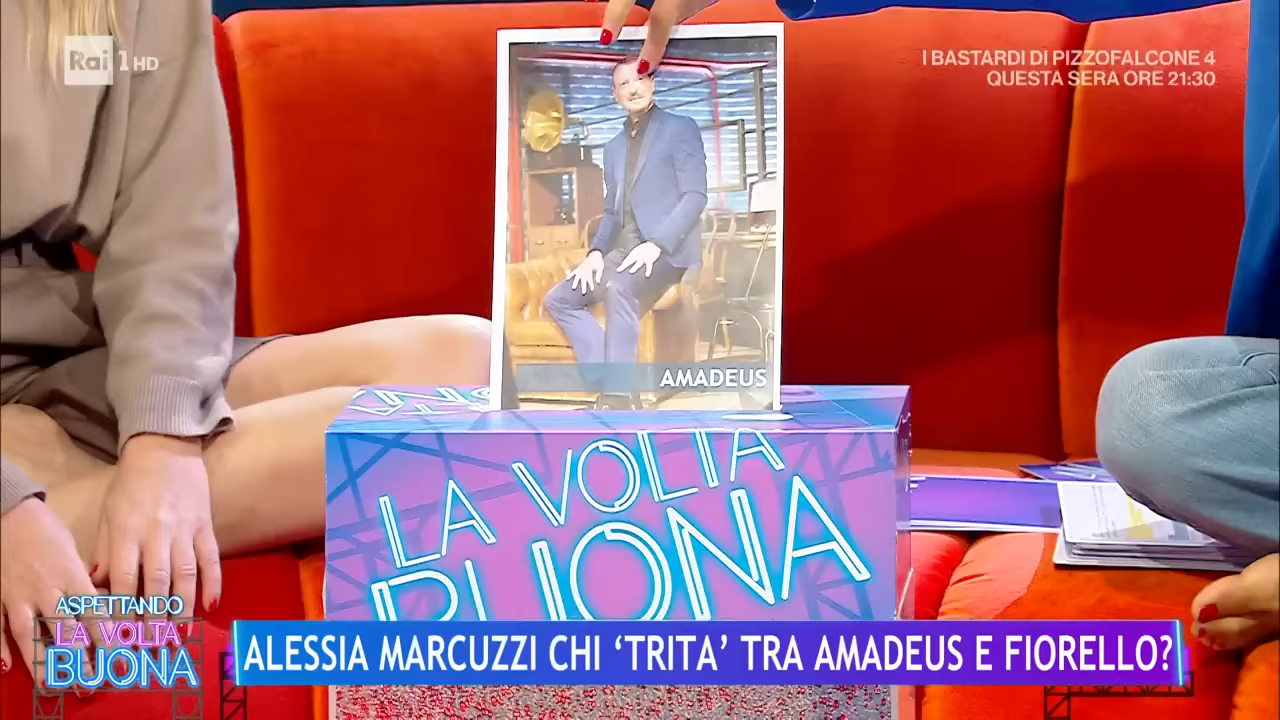 Rai 1 HD
I BASTARDI DI PIZZOFALCONE 4
QUESTA SERA ORE 21:30
AMADEUS
LA VOLTA
BUONA
ASPETTANDO
LA VOLTA
BUONA
ALESSIA MARCUZZI CHI ‘TRITA’ TRA AMADEUS E FIORELLO?